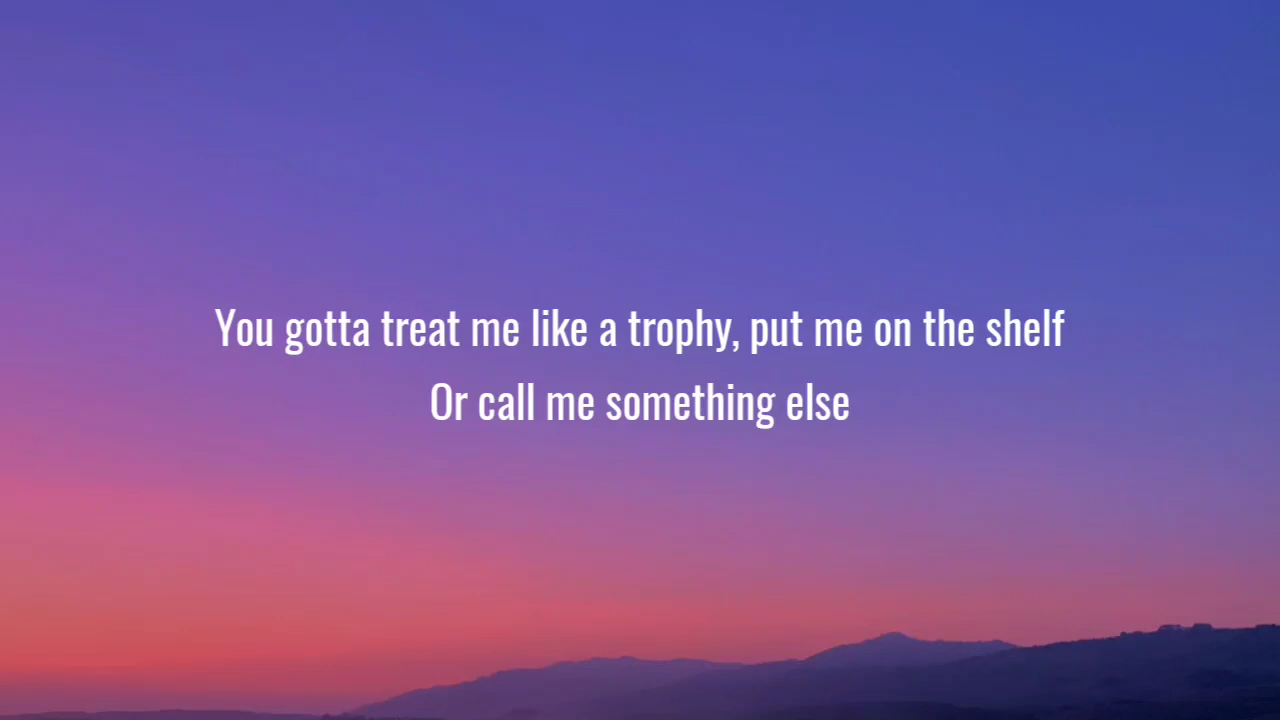 You gotta treat me like a trophy, put me on the shelf
Or call me something else